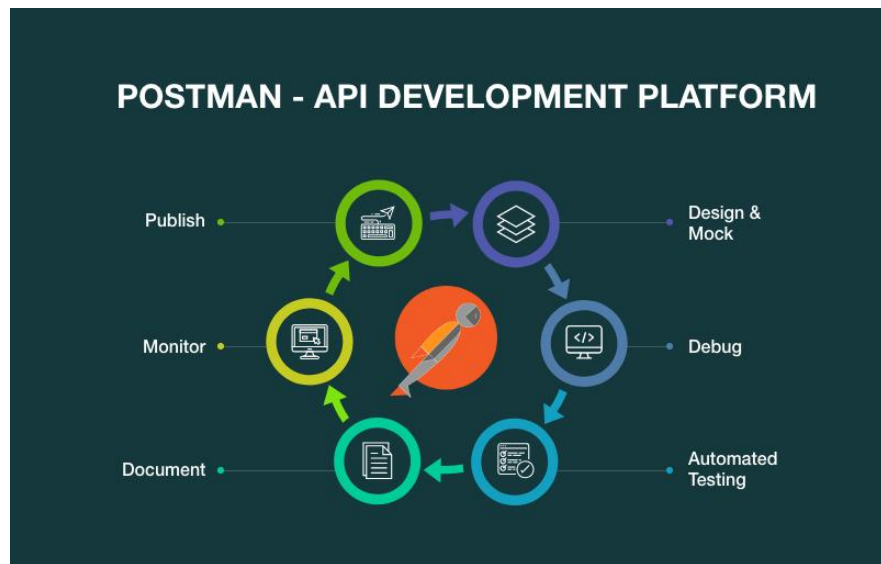 POSTMAN - API DEVELOPMENT PLATFORM
Publish
Design &
Mock
Monitor
Debug
Document
Automated
Testing